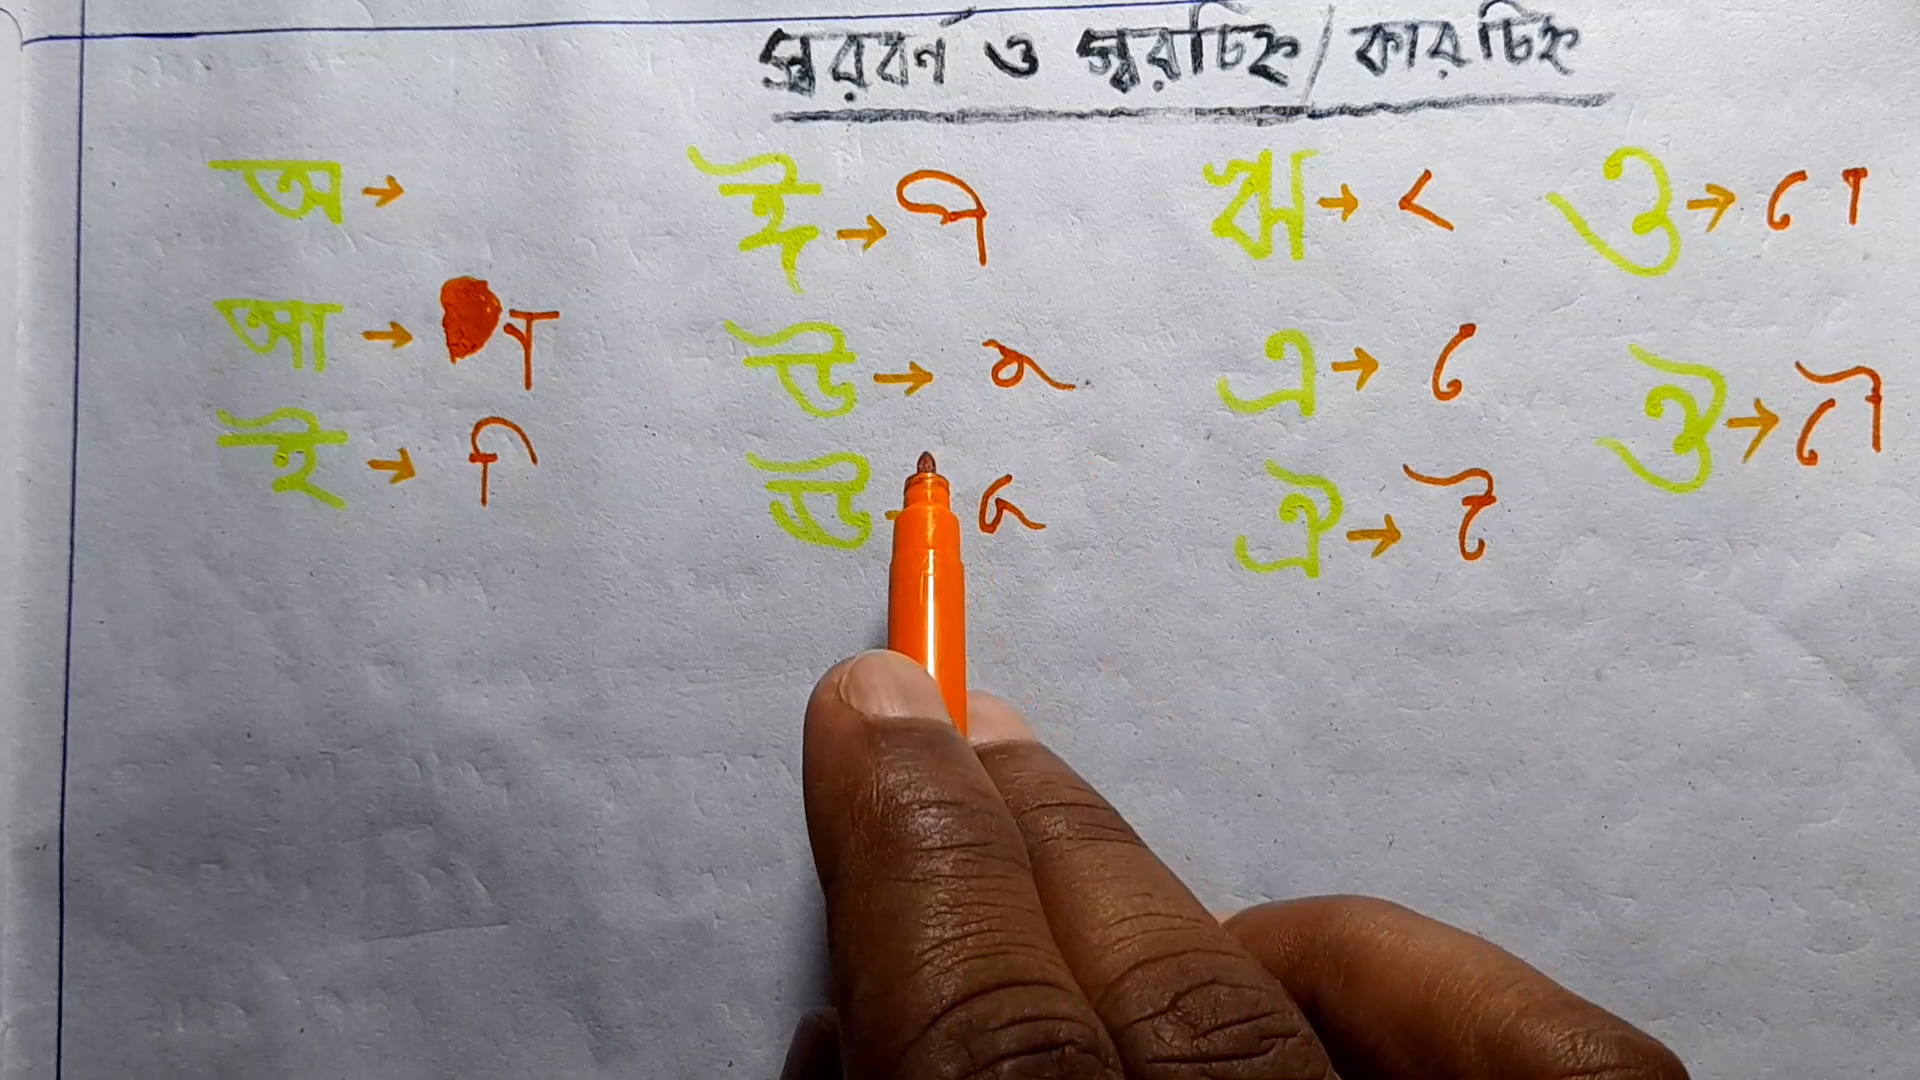 স্বরবর্ণ ও স্বরচিহ্ন / কারচিহ্ন
অ →
আ → া
ই → ি
ঈ → ী
উ → ু
ঊ → ূ
ঋ → ৃ
এ → ে
ঐ → ৈ
ও → ো
ঔ → ৌ